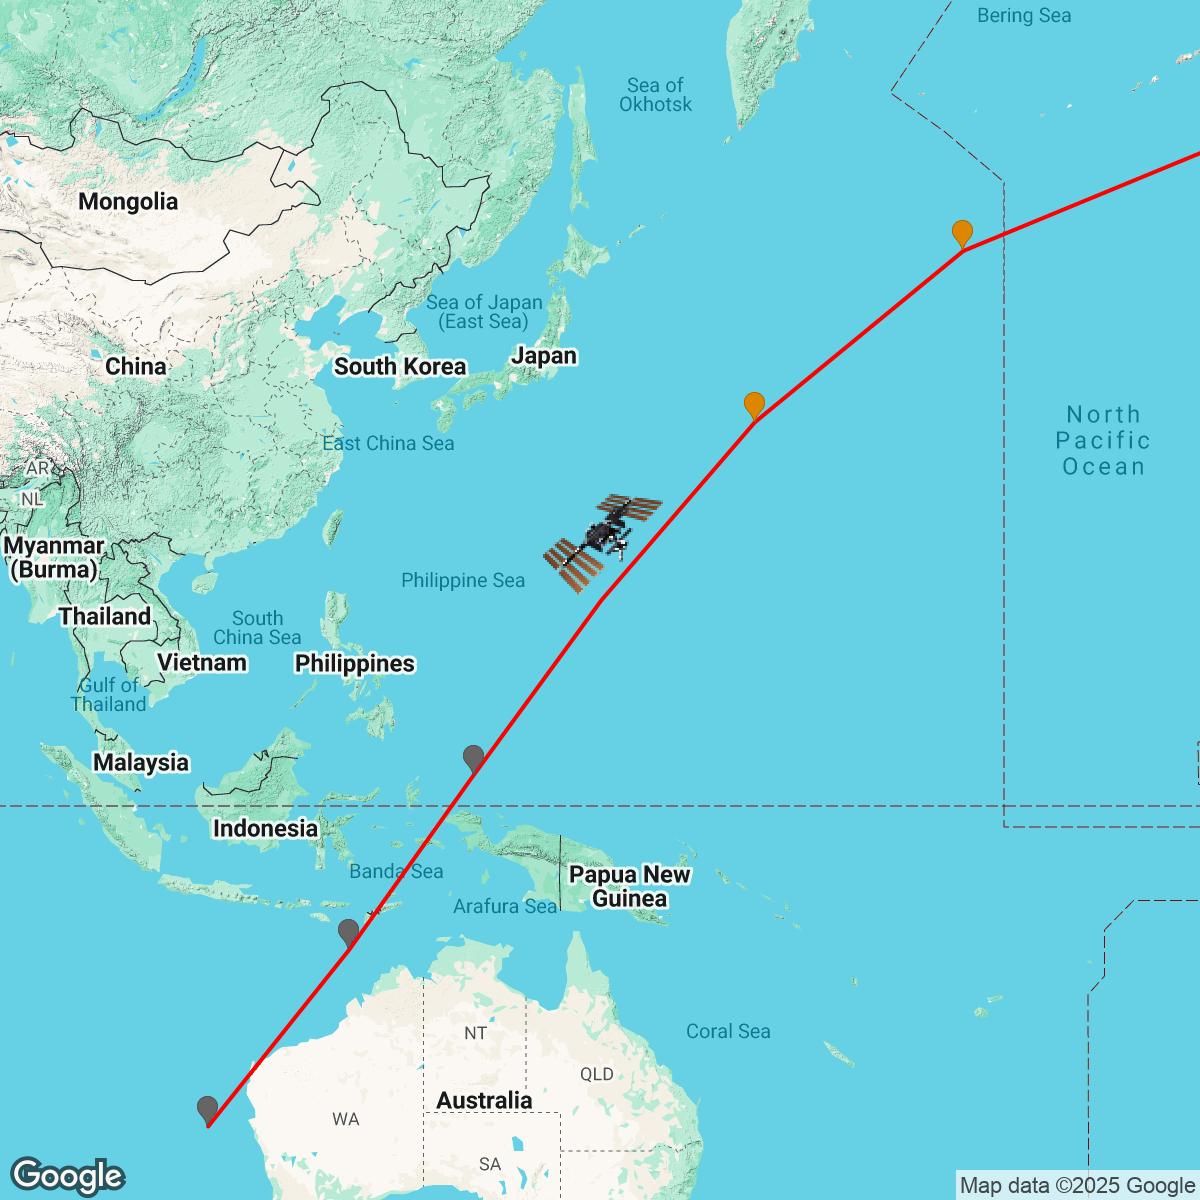 Bering Sea
Sea of
Okhotsk
Mongolia
Sea of Japan
(East Sea)
Japan
South Korea
China
North
Pacific
Ocean
East China Sea
AR
NL
Myanmar
(Burma)
Philippine Sea
Thailand
South
China Sea
Vietnam
Philippines
Gulf of
Thailand
Malaysia
Indonesia
Banda Sea
Papua New
Guinea
Arafura Sea
Coral Sea
NT
QLD
Australia
WA
SA
Google
Map data ©2025 Google